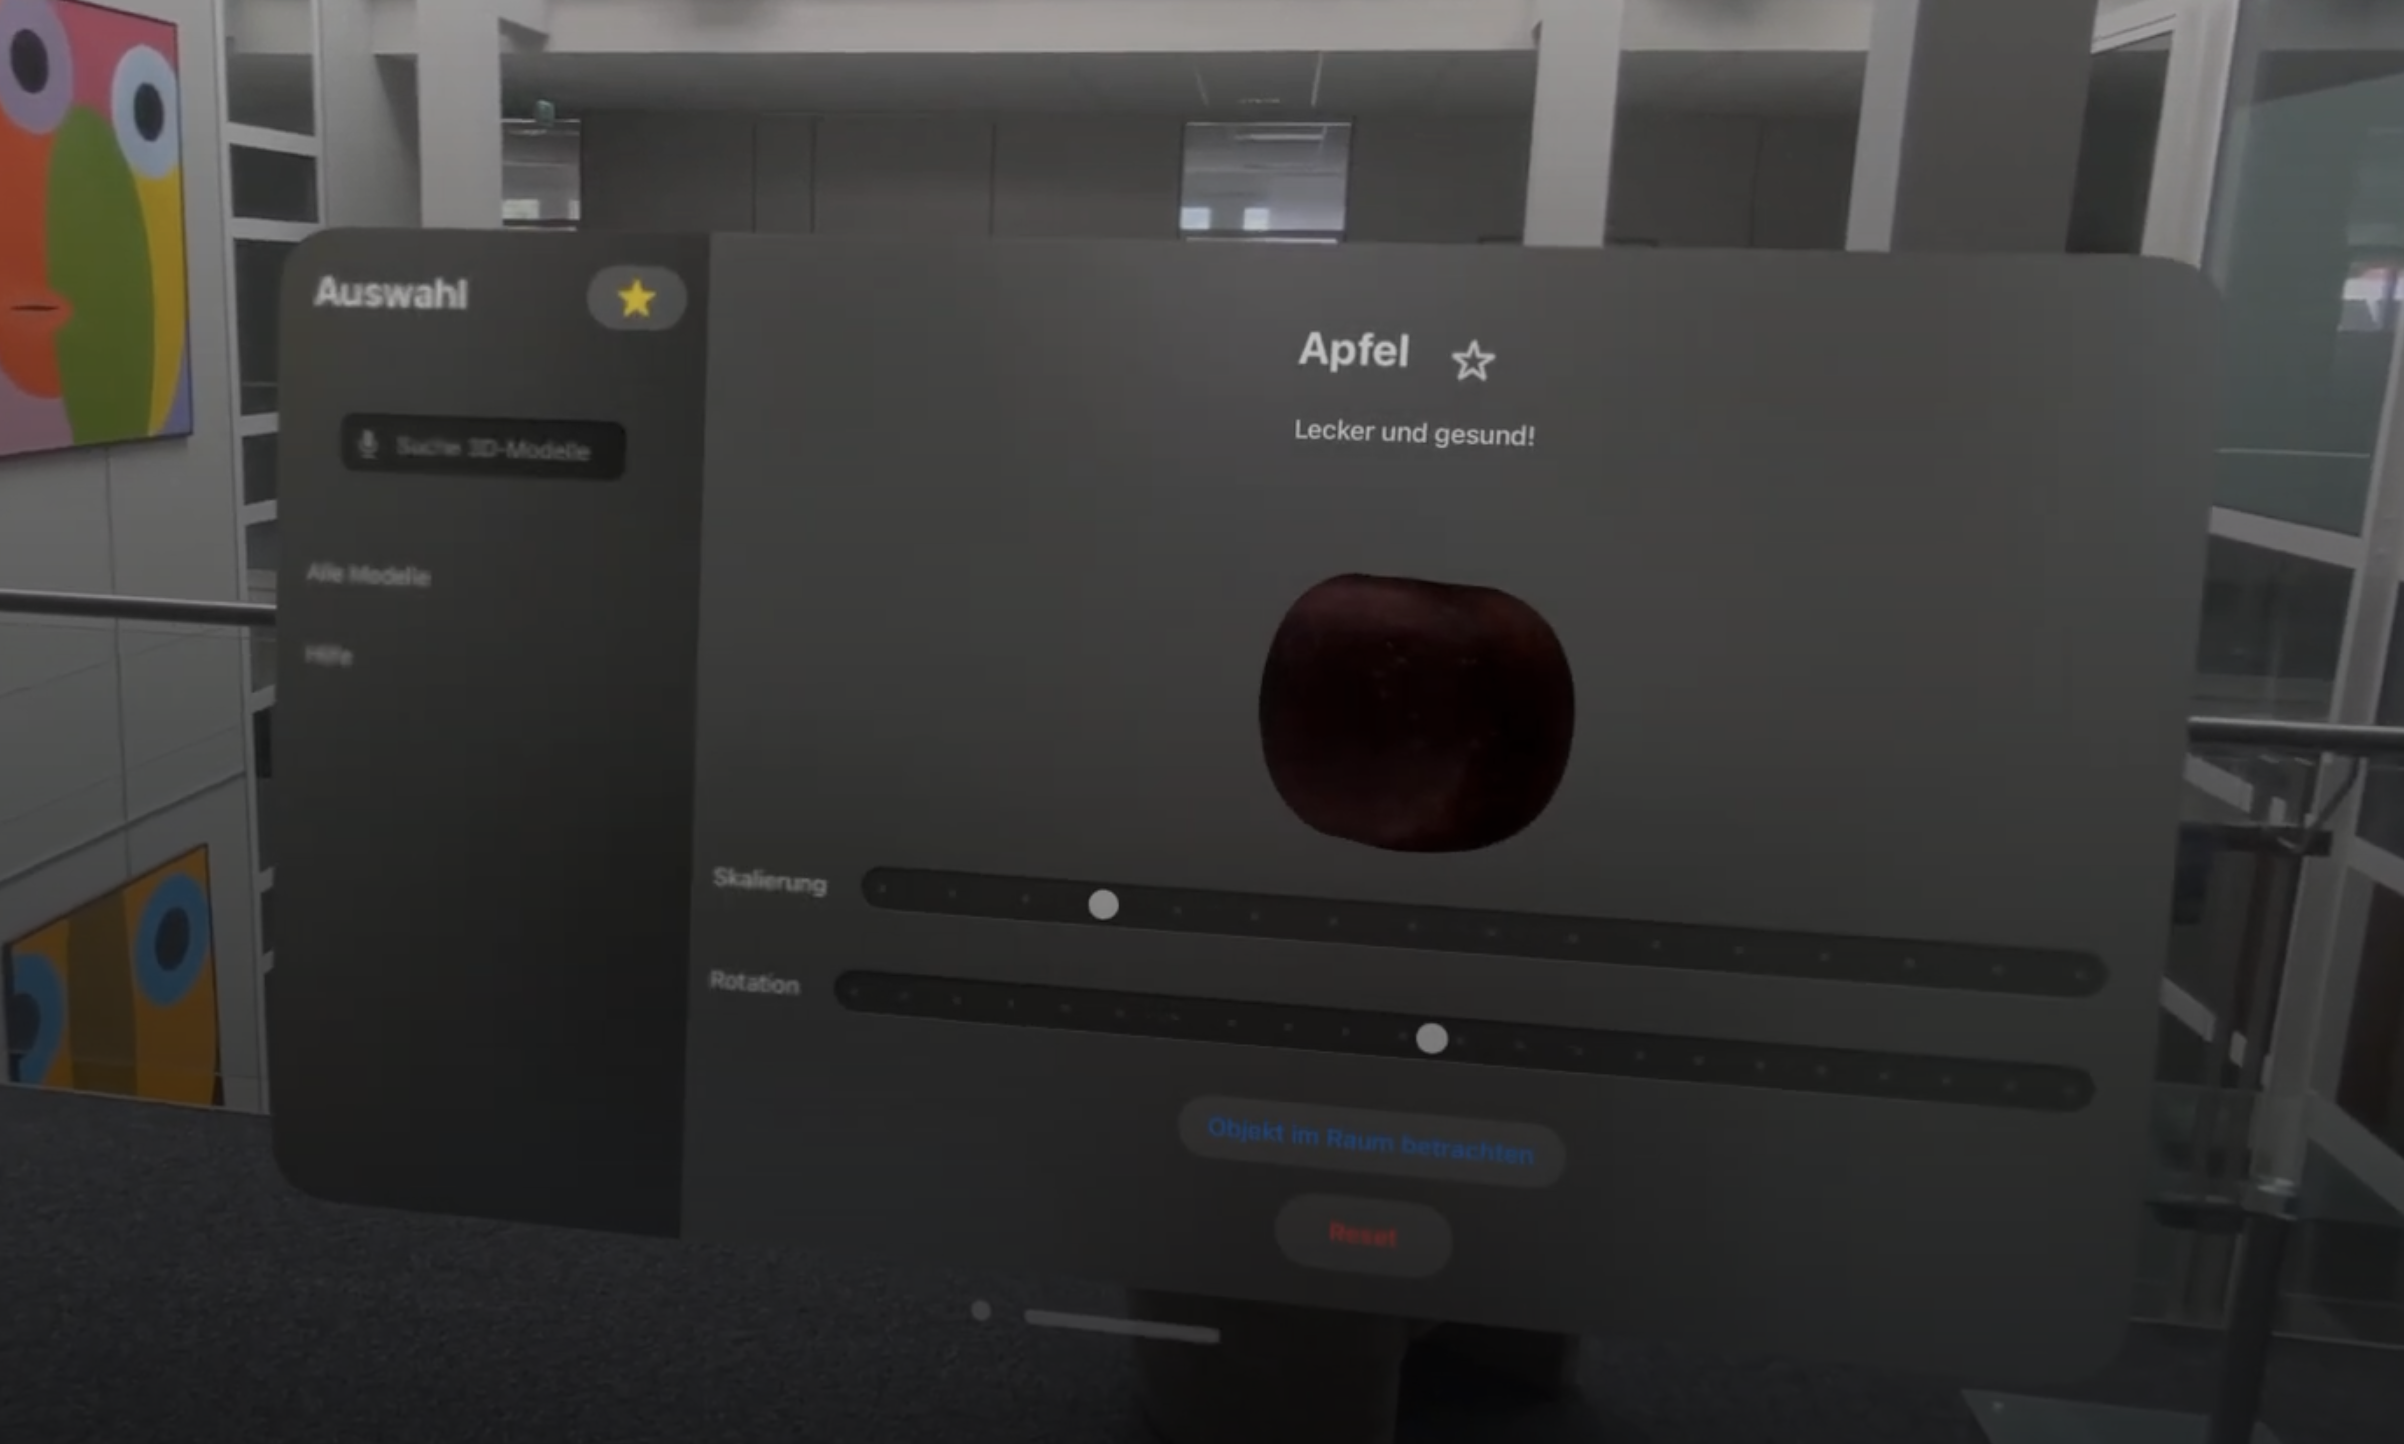 Auswahl
Suche 3D-Modelle
Alle Modelle
Hilfe
Apfel
Lecker und gesund!
Skalierung
Rotation
Objekt im Raum betrachten
Reset